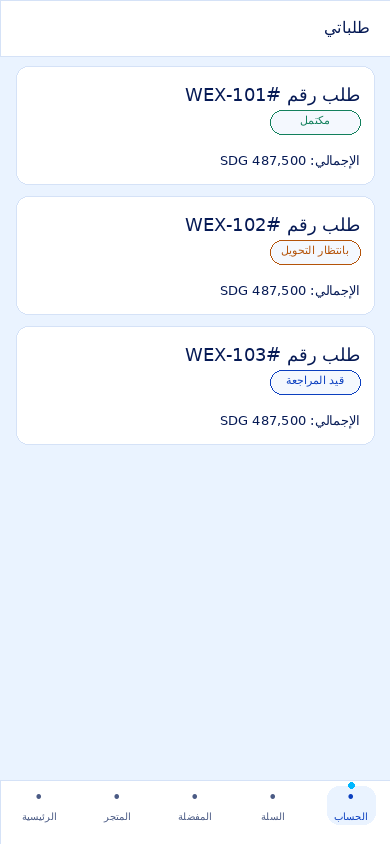 طلباتي
طلب رقم #WEX-101
مكتمل
الإجمالي: 487,500 SDG
طلب رقم #WEX-102
بانتظار التحويل
الإجمالي: 487,500 SDG
طلب رقم #WEX-103
قيد المراجعة
الإجمالي: 487,500 SDG
الحساب
السلة
المفضلة
المتجر
الرئيسية